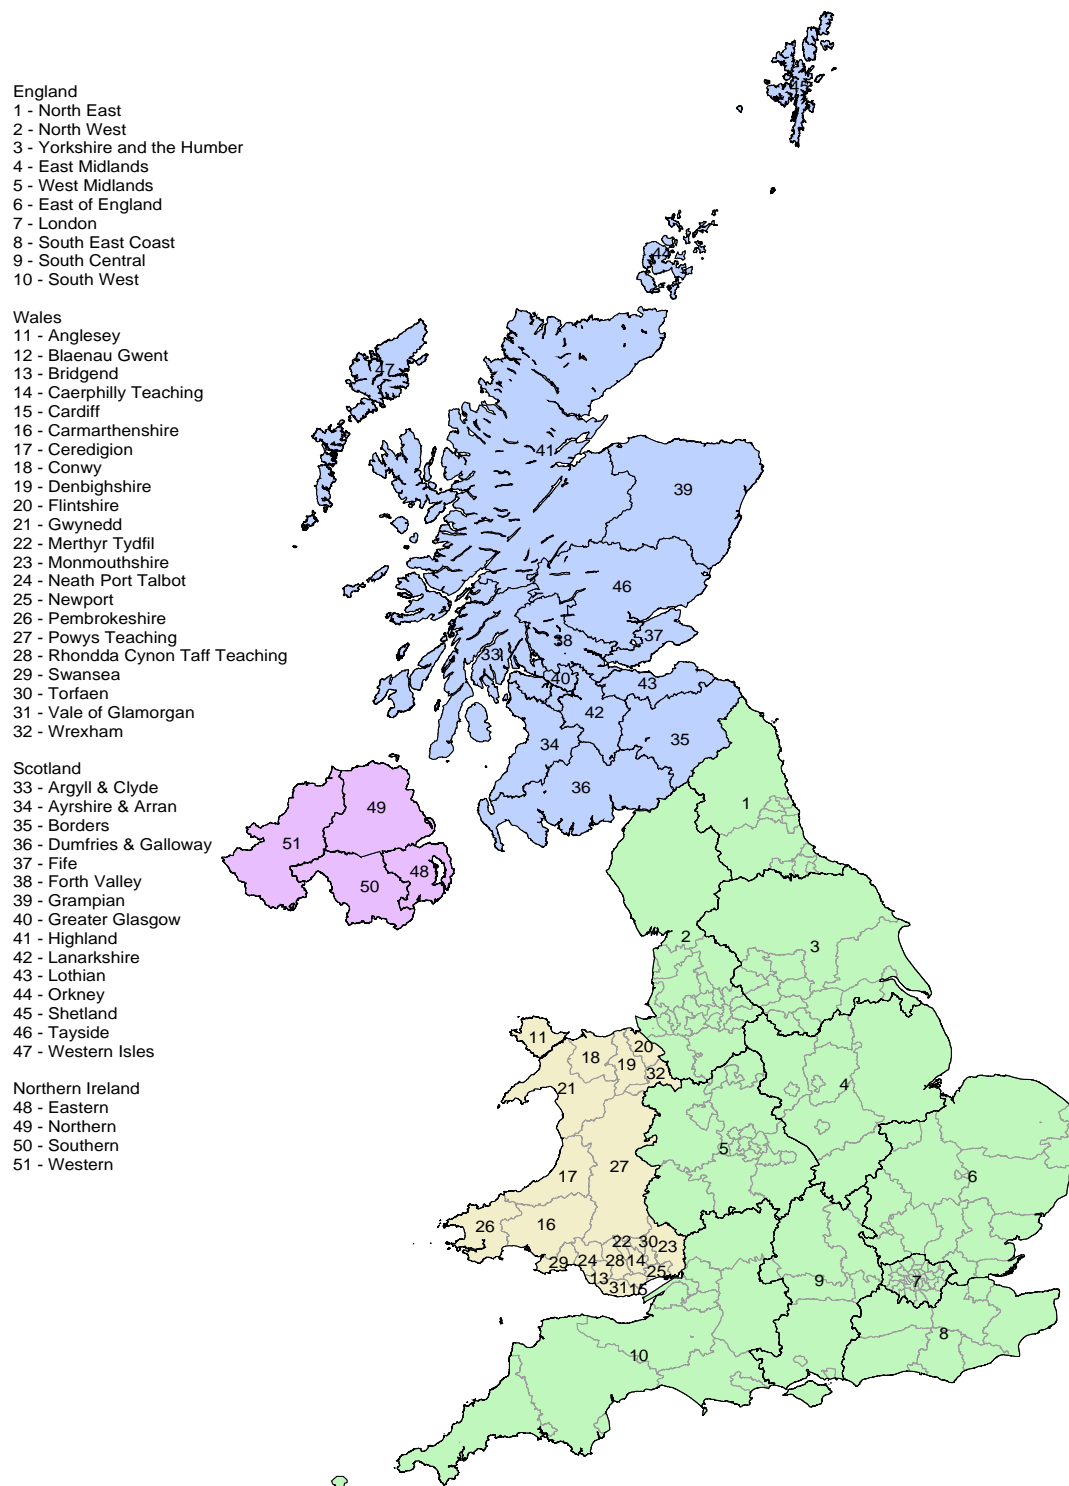 England
1 - North East
2 - North West
3 - Yorkshire and the Humber
4 - East Midlands
5 - West Midlands
6 - East of England
7 - London
8 - South East Coast
9 - South Central
10 - South West
Wales
11 - Anglesey
12 - Blaenau Gwent
13 - Bridgend
14 - Caerphilly Teaching
15 - Cardiff
16 - Carmarthenshire
17 - Ceredigion
18 - Conwy
19 - Denbighshire
20 - Flintshire
21 - Gwynedd
22 - Merthyr Tydfil
23 - Monmouthshire
24 - Neath Port Talbot
25 - Newport
26 - Pembrokeshire
27 - Powys Teaching
28 - Rhondda Cynon Taff Teaching
29 - Swansea
30 - Torfaen
31 - Vale of Glamorgan
32 - Wrexham
Scotland
33 - Argyll & Clyde
34 - Ayrshire & Arran
35 - Borders
36 - Dumfries & Galloway
37 - Fife
38 - Forth Valley
39 - Grampian
40 - Greater Glasgow
41 - Highland
42 - Lanarkshire
43 - Lothian
44 - Orkney
45 - Shetland
46 - Tayside
47 - Western Isles
Northern Ireland
48 - Eastern
49 - Northern
50 - Southern
51 - Western
45
44
47
41
39
46
37
38
33
40
43
42
34
35
36
1
49
51
48
50
2
3
11
18
20
19
32
21
4
5
17
27
6
16
26
22
30
23
29
24
28
14
25
13
31
15
9
7
8
10